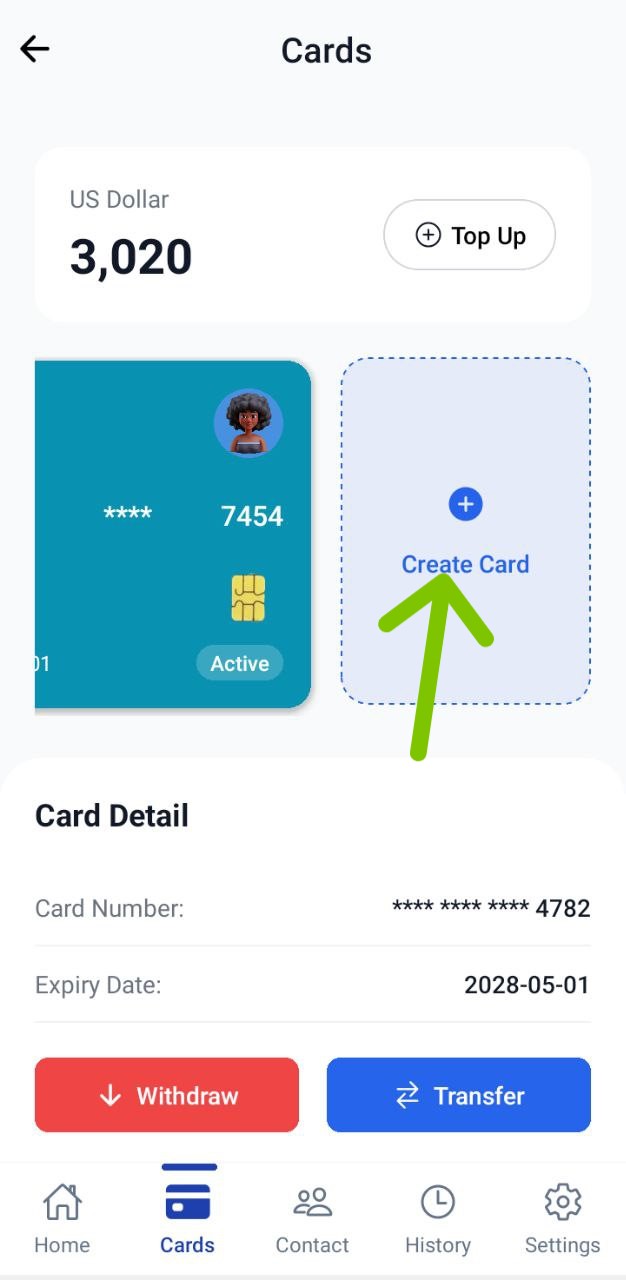 Cards
US Dollar
3,020
Top Up
**** 7454
01
Active
Create Card
Card Detail
Card Number: **** **** **** 4782
Expiry Date: 2028-05-01
Withdraw
Transfer
Home Cards Contact History Settings